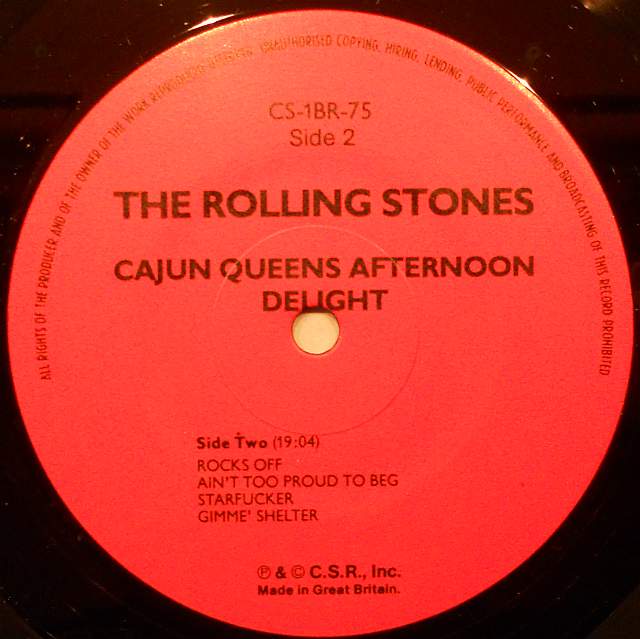 ALL RIGHTS OF THE PRODUCER AND OF THE OWNER OF THE WORK REPRODUCED RESERVED. UNAUTHORISED COPYING, HIRING, LENDING, PUBLIC PERFORMANCE AND BROADCASTING OF THIS RECORD PROHIBITED
CS-1BR-75
Side 2
THE ROLLING STONES
CAJUN QUEENS AFTERNOON
DELIGHT
Side Two (19:04)
ROCKS OFF
AIN'T TOO PROUD TO BEG
STARFUCKER
GIMME' SHELTER
℗ & © C.S.R., Inc.
Made in Great Britain.